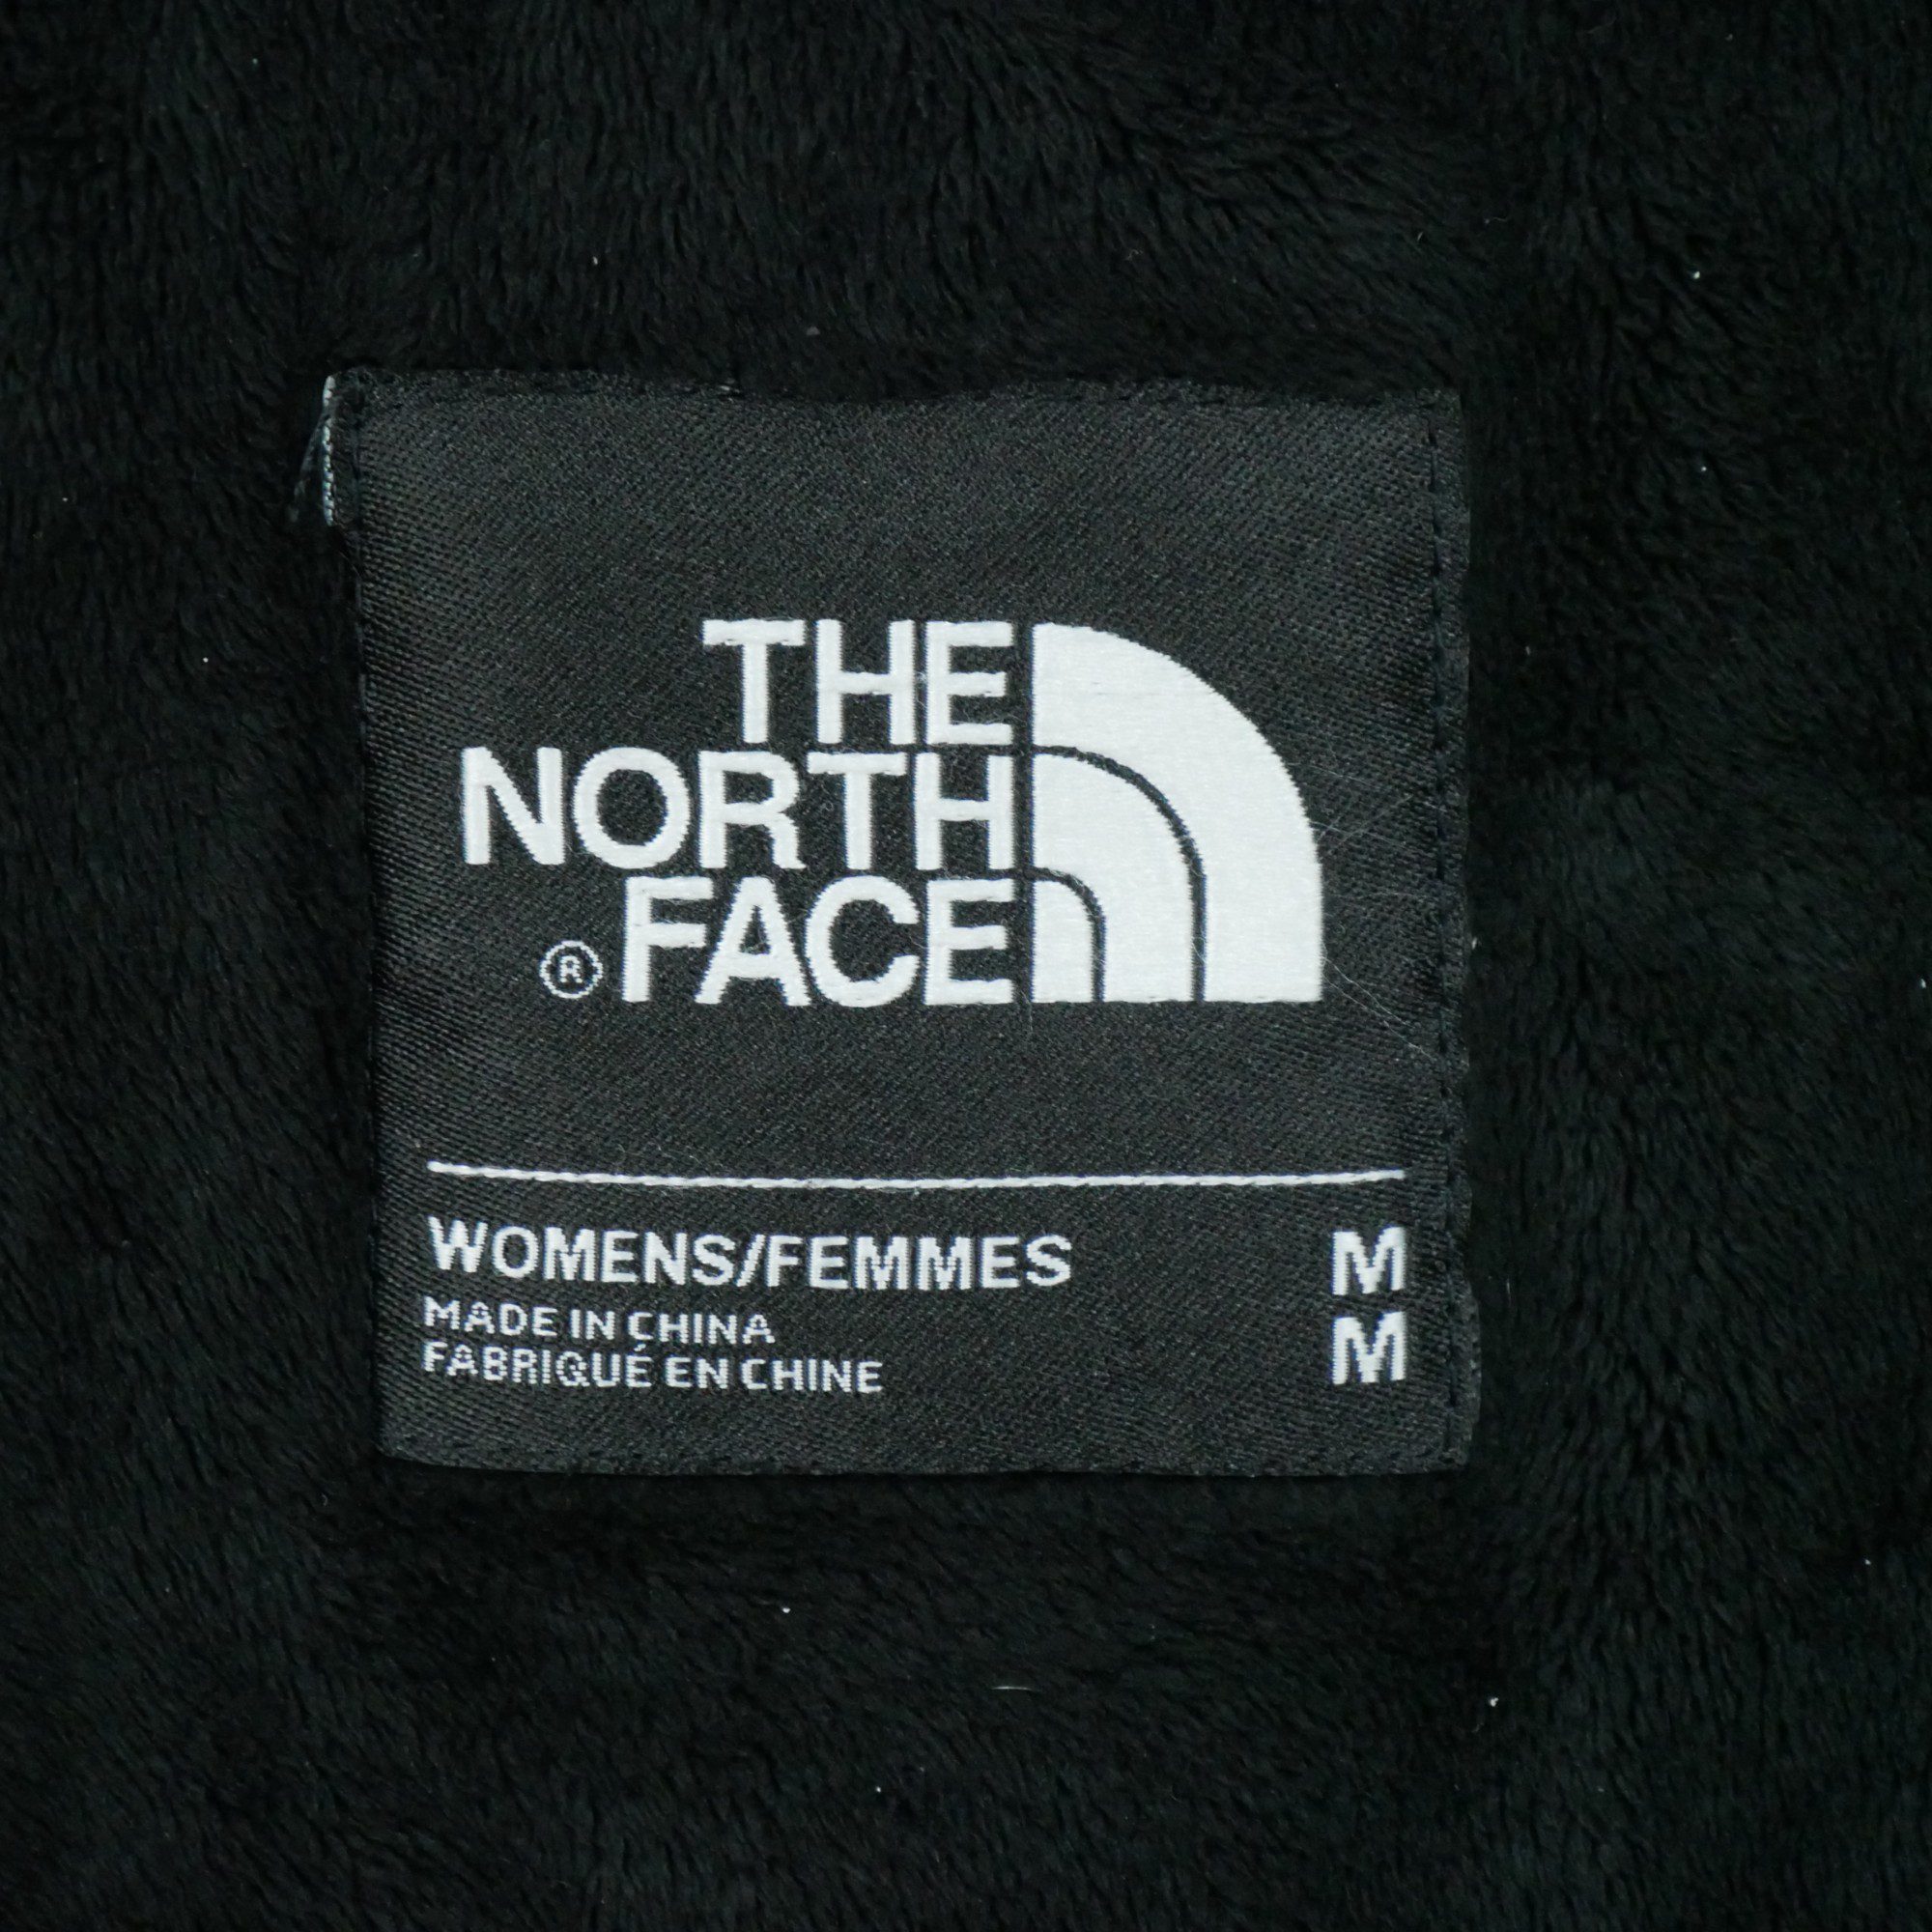 THE
NORTH
® FACE
WOMENS/FEMMES M
MADE IN CHINA M
FABRIQUÉ EN CHINE